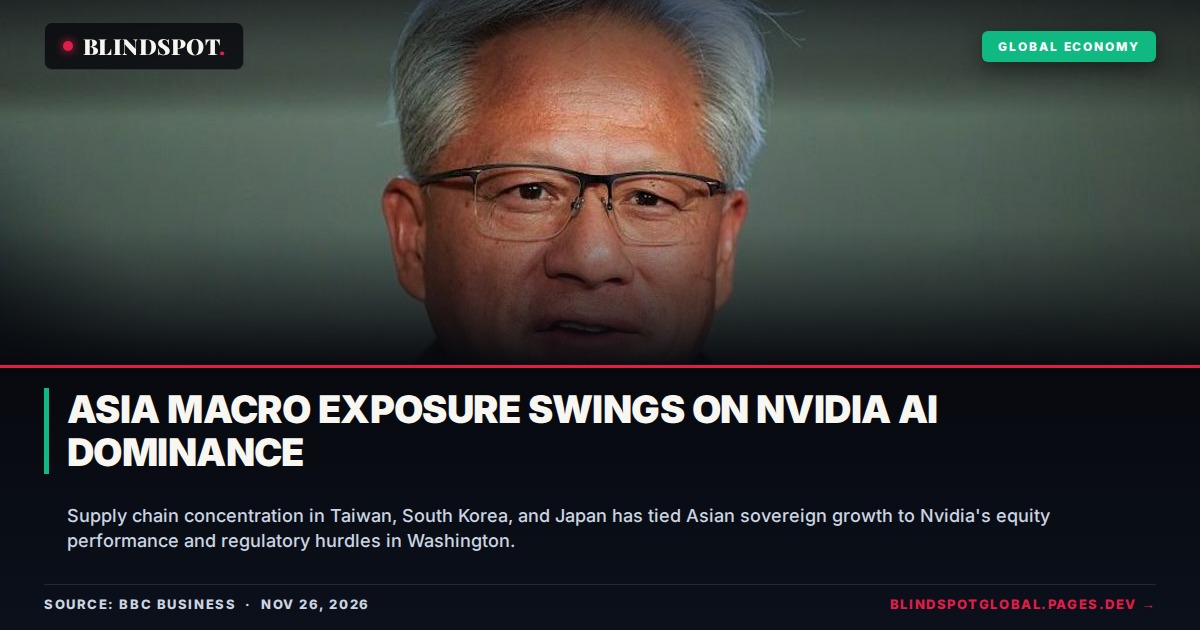 BLINDSPOT.
GLOBAL ECONOMY
ASIA MACRO EXPOSURE SWINGS ON NVIDIA AI
DOMINANCE
Supply chain concentration in Taiwan, South Korea, and Japan has tied Asian sovereign growth to Nvidia's equity
performance and regulatory hurdles in Washington.
SOURCE: BBC BUSINESS · NOV 26, 2026
BLINDSPOTGLOBAL.PAGES.DEV →